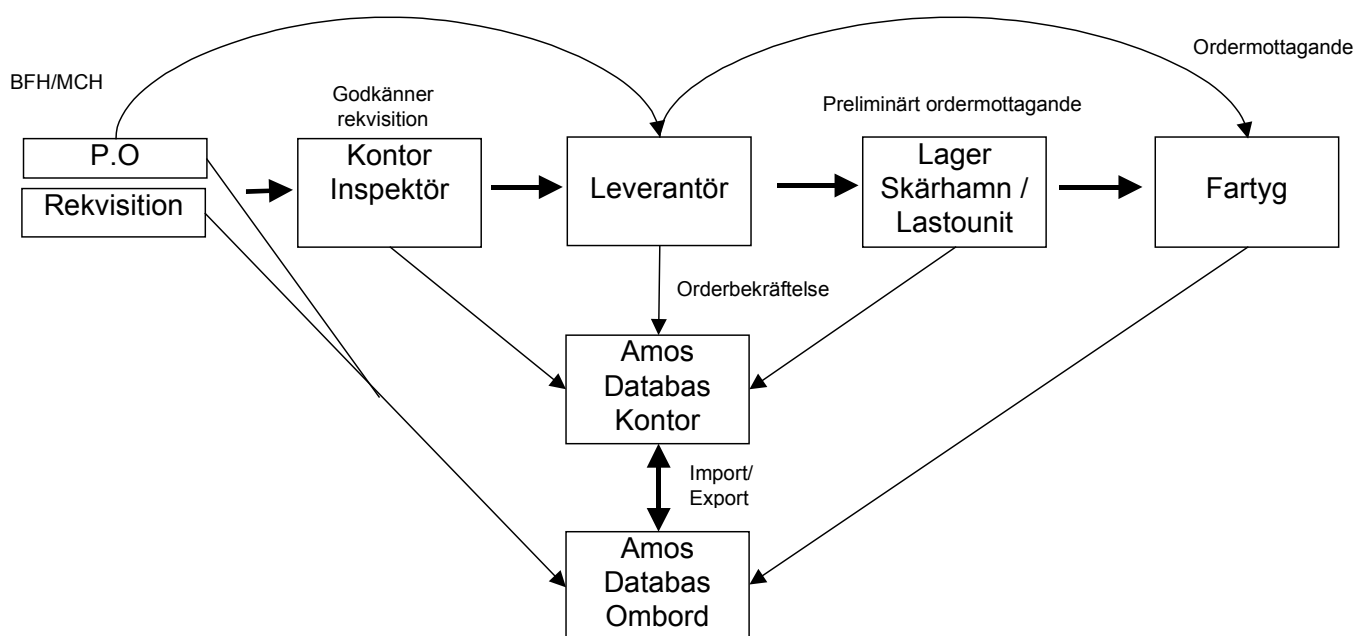 Ordermottagande
BFH/MCH
Godkänner
rekvisition
Preliminärt ordermottagande
P.O
Rekvisition
Kontor
Inspektör
Leverantör
Lager
Skärhamn /
Lastounit
Fartyg
Orderbekräftelse
Amos
Databas
Kontor
Import/
Export
Amos
Databas
Ombord